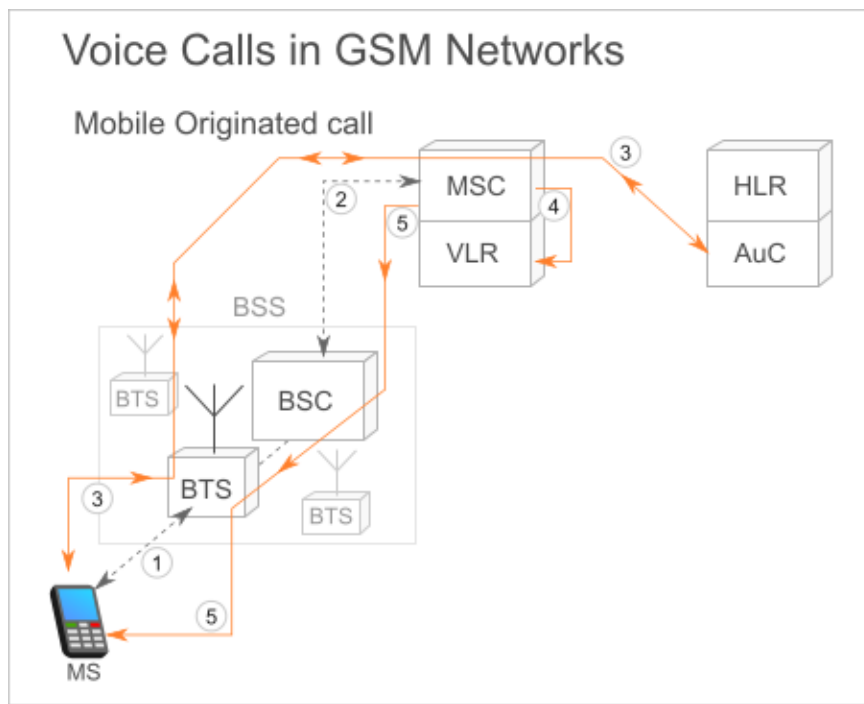 Voice Calls in GSM Networks
Mobile Originated call
3
2
MSC
HLR
4
5
VLR
AuC
BSS
BTS
BSC
BTS
BTS
3
1
5
MS